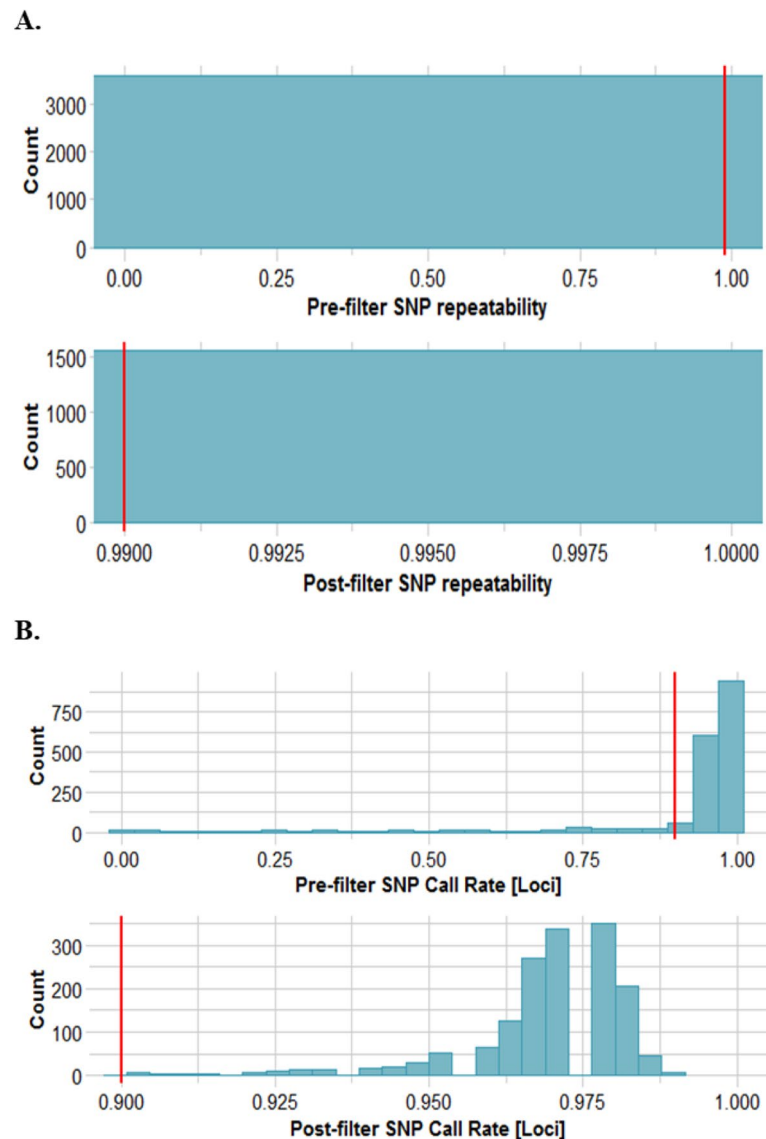 A.
3000
2000
1000
0
Count
0.00 0.25 0.50 0.75 1.00
Pre-filter SNP repeatability
1500
1000
500
0
Count
0.9900 0.9925 0.9950 0.9975 1.0000
Post-filter SNP repeatability
B.
750
500
250
0
Count
0.00 0.25 0.50 0.75 1.00
Pre-filter SNP Call Rate [Loci]
300
200
100
0
Count
0.900 0.925 0.950 0.975 1.000
Post-filter SNP Call Rate [Loci]